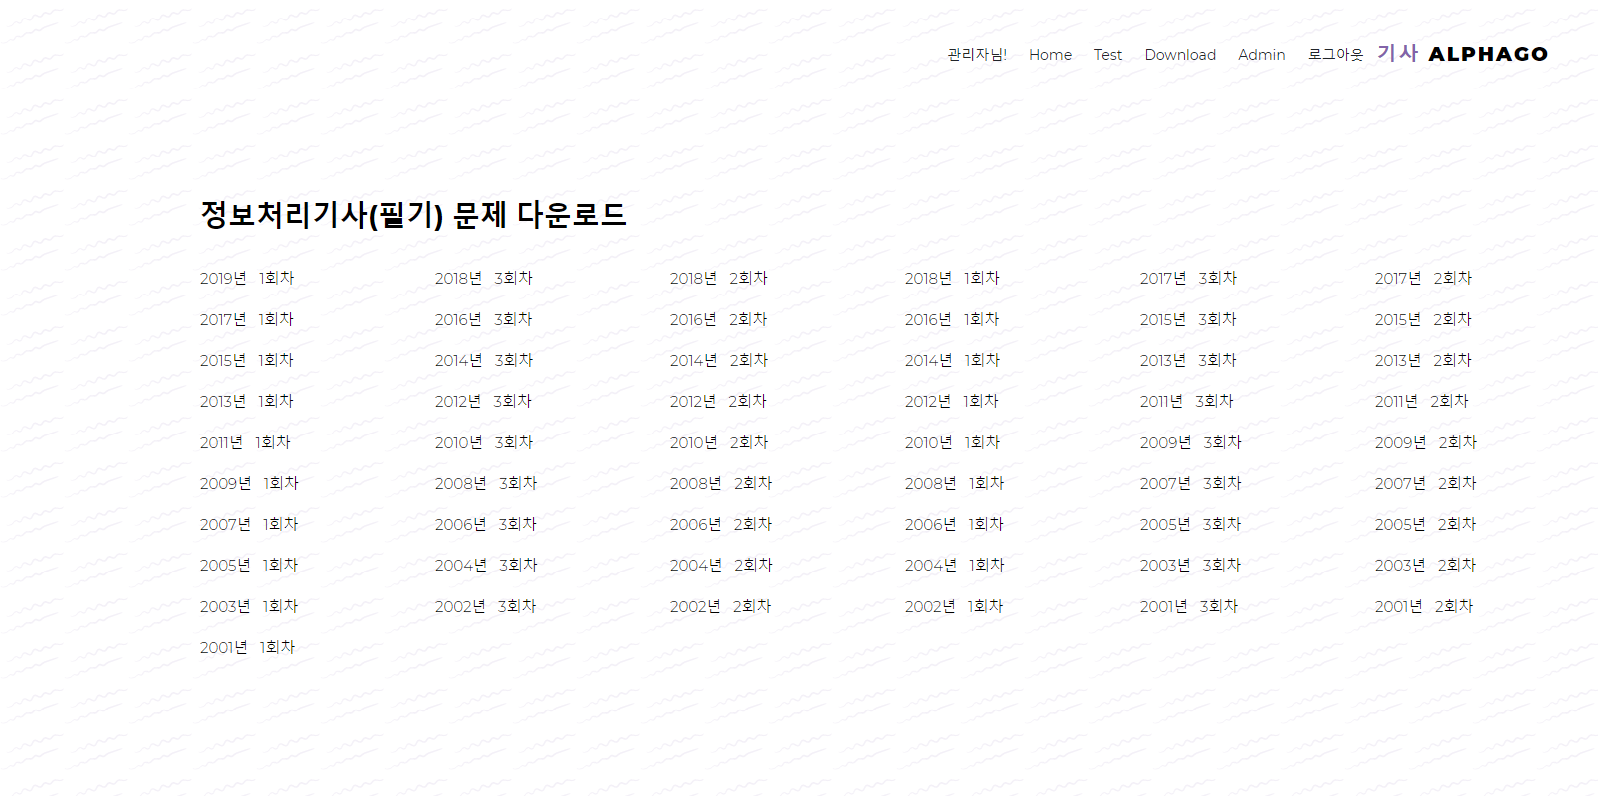 관리자님! Home Test Download Admin 로그아웃 기사 ALPHAGO
정보처리기사(필기) 문제 다운로드
2019년 1회차 2018년 3회차 2018년 2회차 2018년 1회차 2017년 3회차 2017년 2회차
2017년 1회차 2016년 3회차 2016년 2회차 2016년 1회차 2015년 3회차 2015년 2회차
2015년 1회차 2014년 3회차 2014년 2회차 2014년 1회차 2013년 3회차 2013년 2회차
2013년 1회차 2012년 3회차 2012년 2회차 2012년 1회차 2011년 3회차 2011년 2회차
2011년 1회차 2010년 3회차 2010년 2회차 2010년 1회차 2009년 3회차 2009년 2회차
2009년 1회차 2008년 3회차 2008년 2회차 2008년 1회차 2007년 3회차 2007년 2회차
2007년 1회차 2006년 3회차 2006년 2회차 2006년 1회차 2005년 3회차 2005년 2회차
2005년 1회차 2004년 3회차 2004년 2회차 2004년 1회차 2003년 3회차 2003년 2회차
2003년 1회차 2002년 3회차 2002년 2회차 2002년 1회차 2001년 3회차 2001년 2회차
2001년 1회차